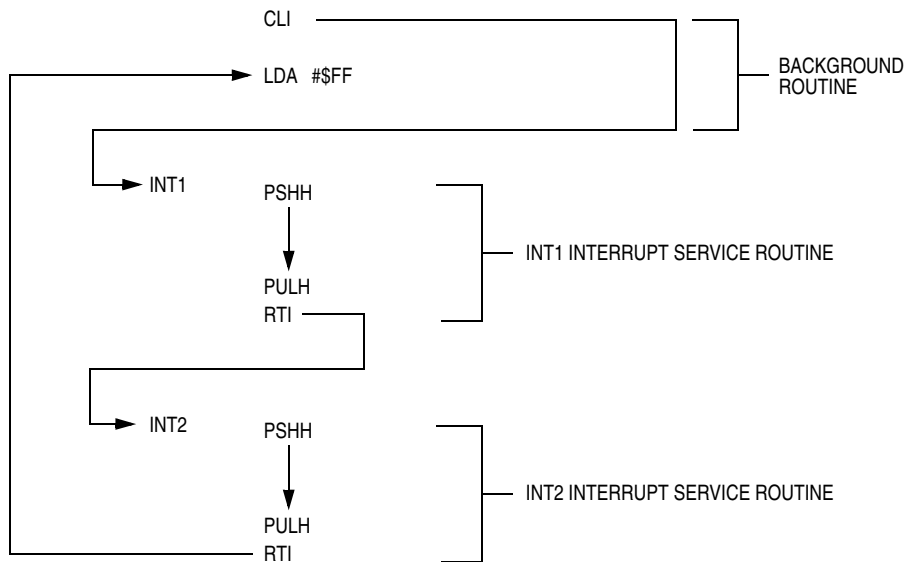 CLI
LDA #$FF
BACKGROUND
ROUTINE
INT1
PSHH
INT1 INTERRUPT SERVICE ROUTINE
PULH
RTI
INT2
PSHH
INT2 INTERRUPT SERVICE ROUTINE
PULH
RTI